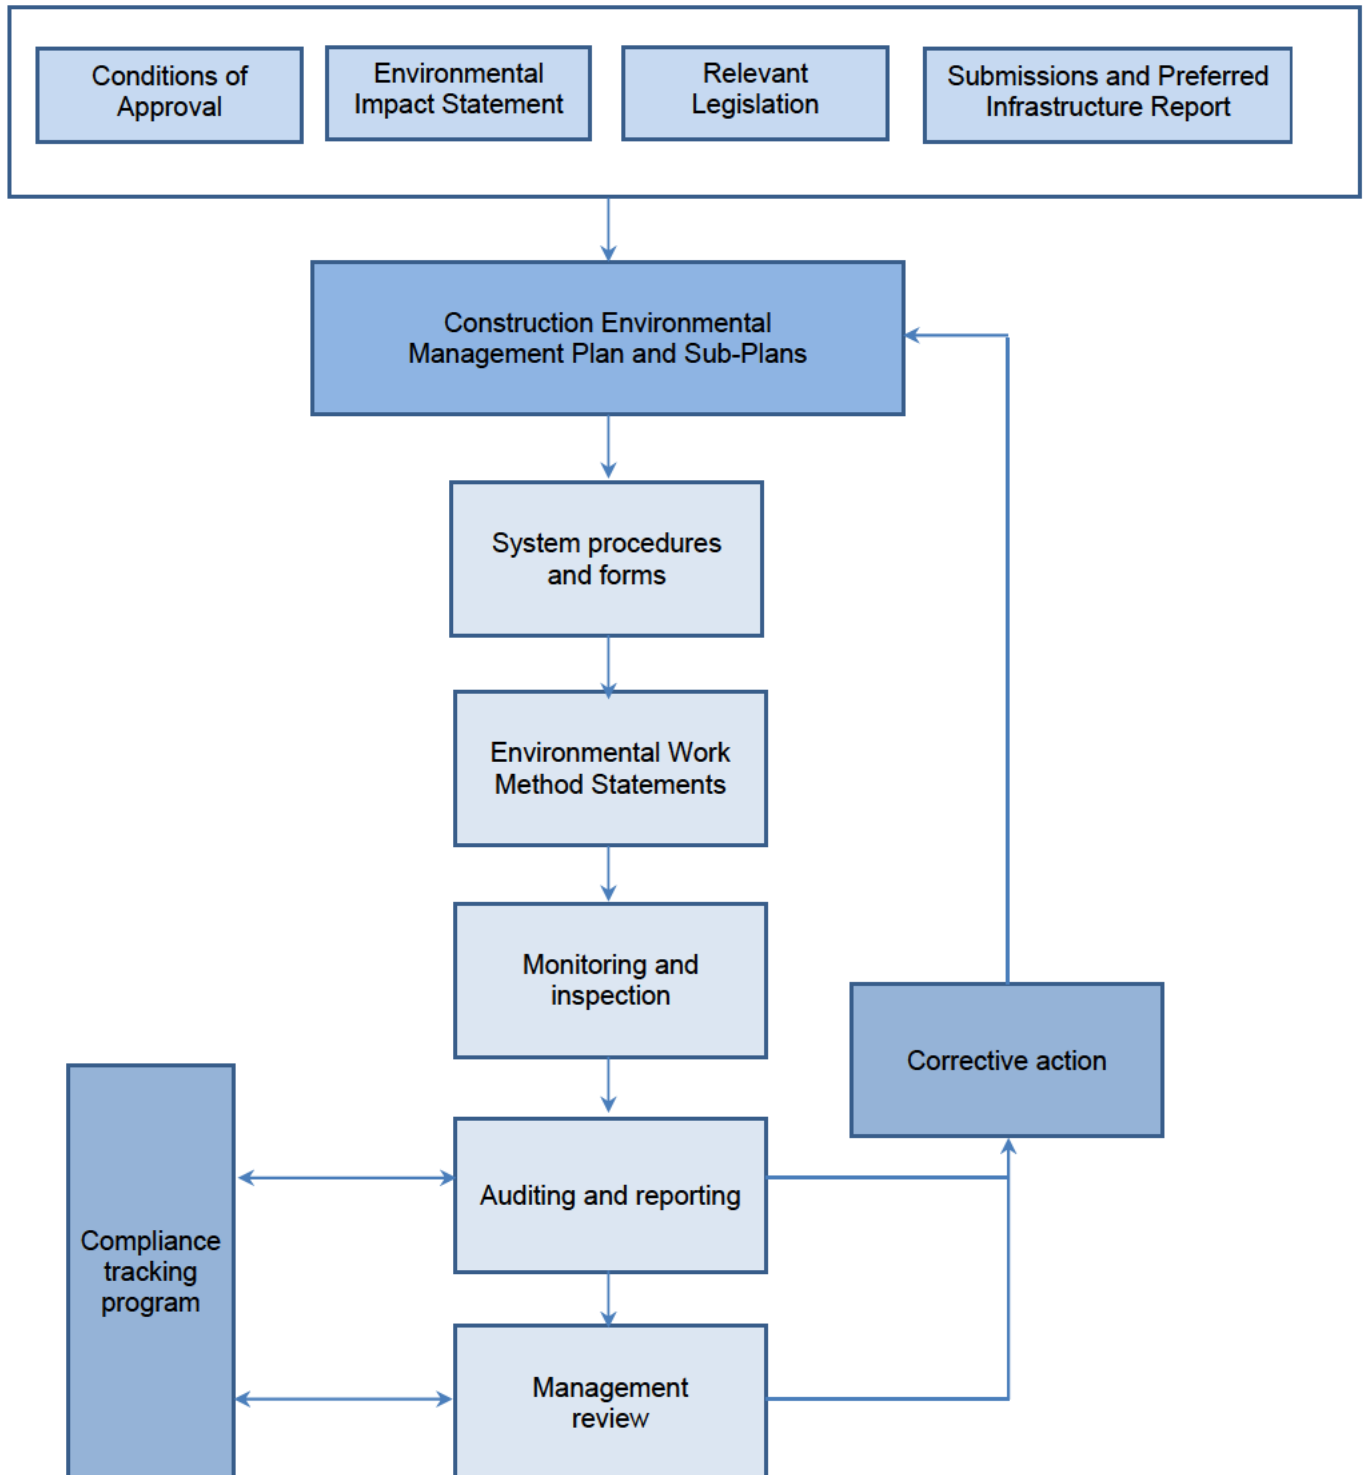 Conditions of
Approval
Environmental
Impact Statement
Relevant
Legislation
Submissions and Preferred
Infrastructure Report
Construction Environmental
Management Plan and Sub-Plans
System procedures
and forms
Environmental Work
Method Statements
Monitoring and
inspection
Corrective action
Auditing and reporting
Compliance
tracking
program
Management
review